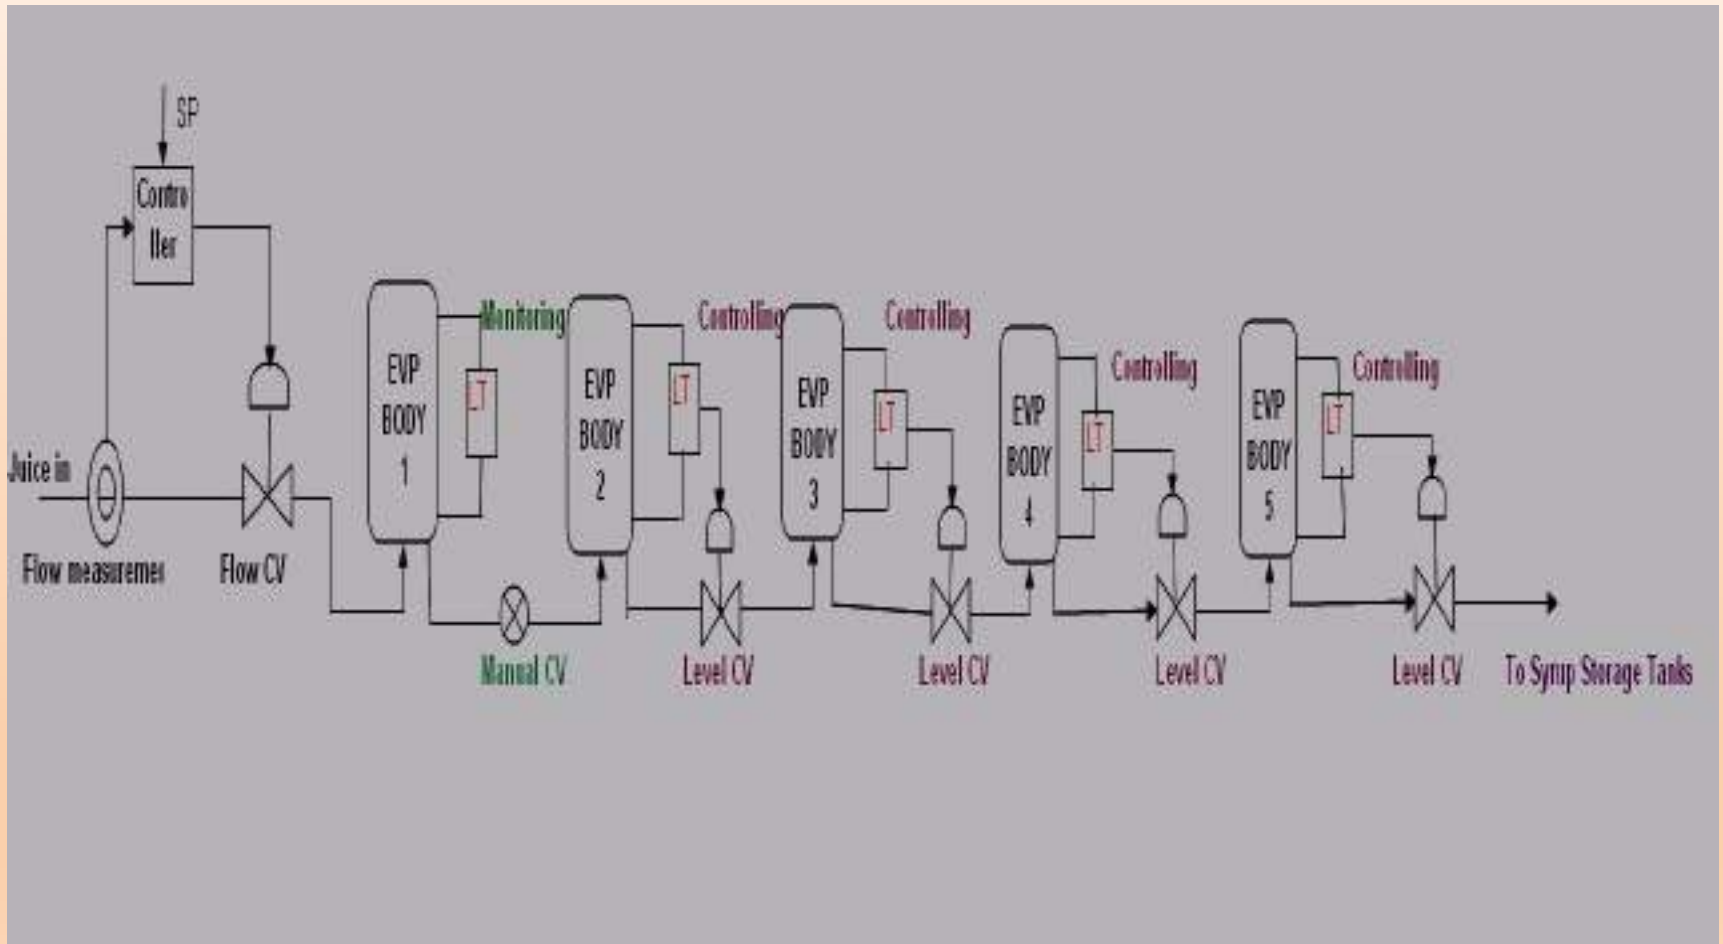 SP
Contro
ller
Juice in
Flow measuremer
Flow CV
EVP
BODY
1
Monitoring
LT
Manual CV
EVP
BODY
2
Controlling
LT
Level CV
EVP
BODY
3
Controlling
LT
Level CV
EVP
BODY
4
Controlling
LT
Level CV
EVP
BODY
5
Controlling
LT
Level CV
To Syrup Storage Tanks